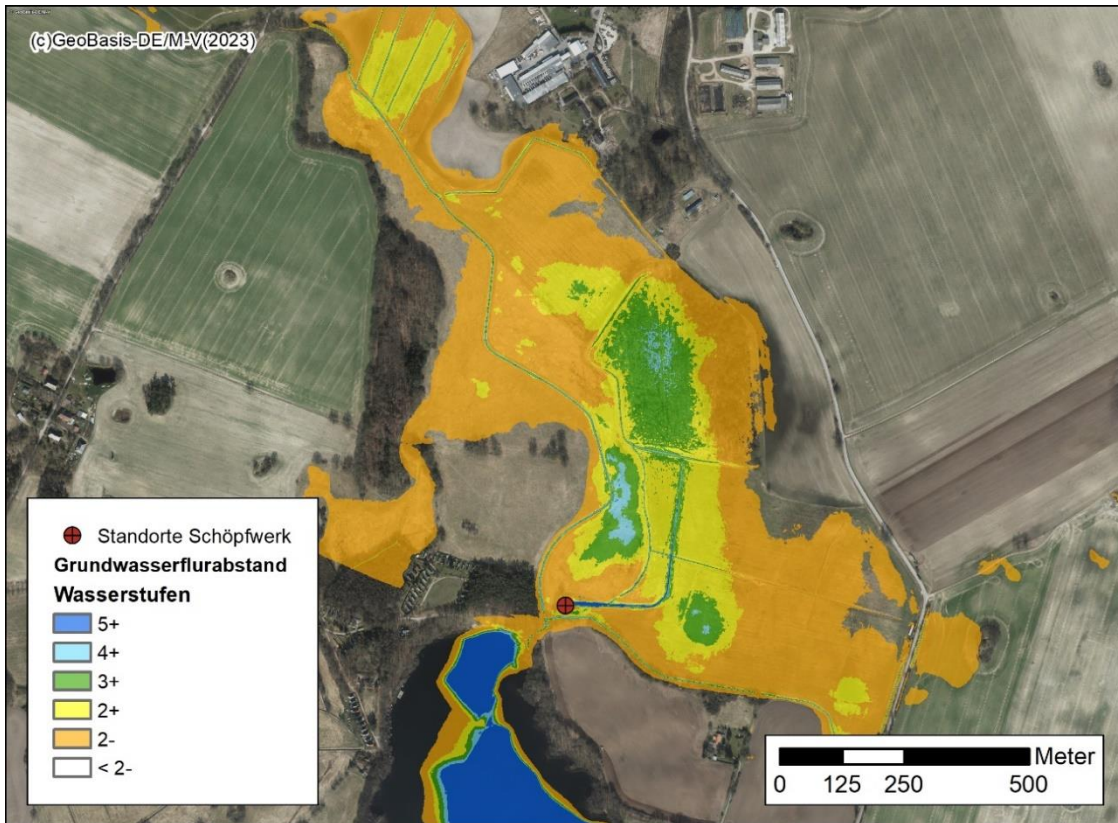 (c)GeoBasis-DE/M-V(2023)
Standorte Schöpfwerk
Grundwasserflurabstand
Wasserstufen
5+
4+
3+
2+
2-
< 2-
Meter
0 125 250 500